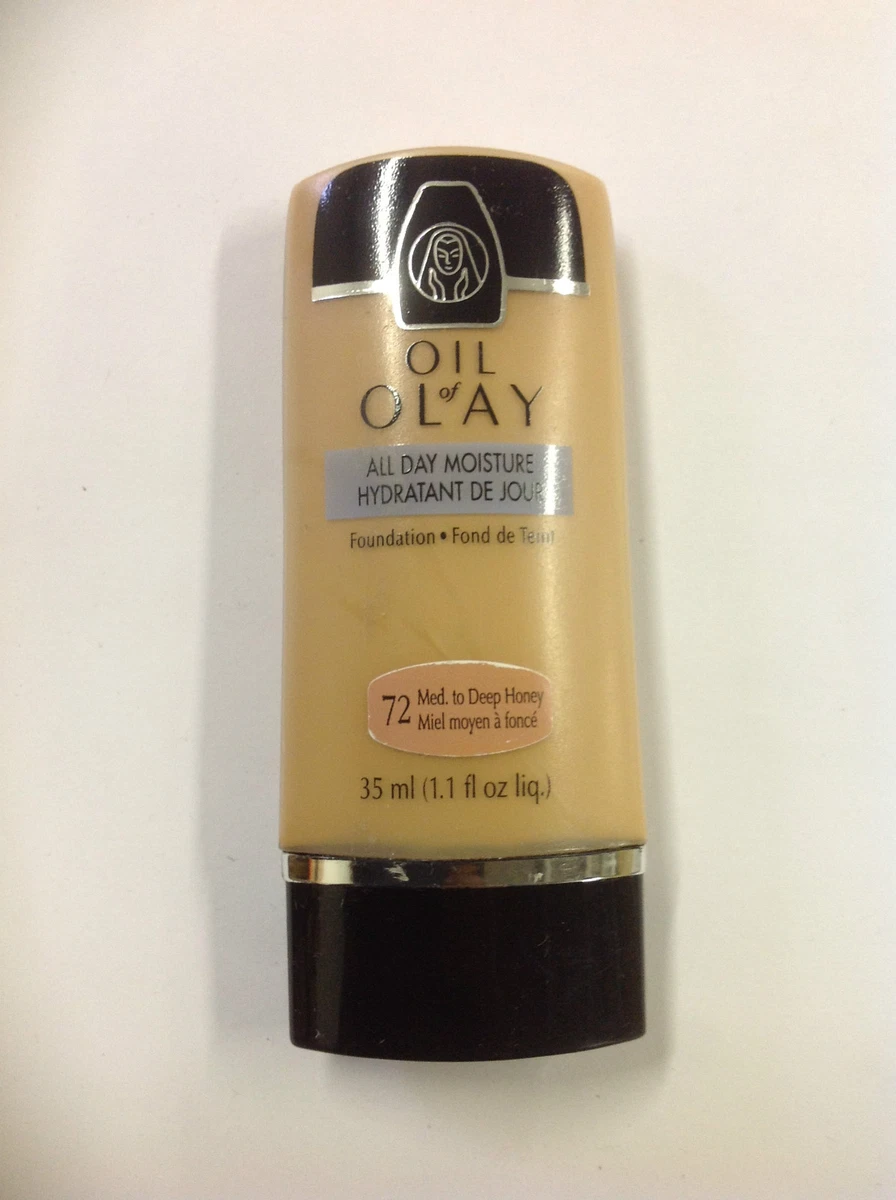 OIL
of
OLAY
ALL DAY MOISTURE
HYDRATANT DE JOUR
Foundation • Fond de Teint
72 Med. to Deep Honey
Miel moyen à foncé
35 ml (1.1 fl oz liq.)